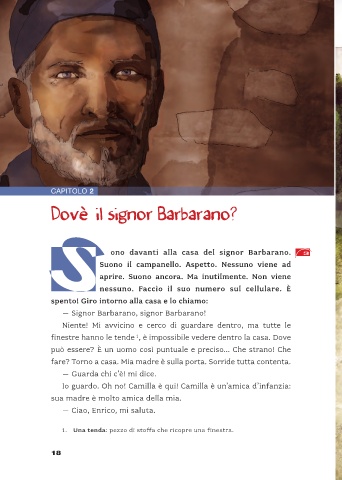 CAPITOLO 2
Dov'è il signor Barbarano?
Sono davanti alla casa del signor Barbarano.
Suono il campanello. Aspetto. Nessuno viene ad
aprire. Suono ancora. Ma inutilmente. Non viene
nessuno. Faccio il suo numero sul cellulare. È
spento! Giro intorno alla casa e lo chiamo:
— Signor Barbarano, signor Barbarano!
Niente! Mi avvicino e cerco di guardare dentro, ma tutte le
finestre hanno le tende¹, è impossibile vedere dentro la casa. Dove
può essere? È un uomo così puntuale e preciso... Che strano! Che
fare? Torno a casa. Mia madre è sulla porta. Sorride tutta contenta.
— Guarda chi c'è! mi dice.
Io guardo. Oh no! Camilla è qui! Camilla è un'amica d'infanzia:
sua madre è molto amica della mia.
— Ciao, Enrico, mi saluta.
1. Una tenda: pezzo di stoffa che ricopre una finestra.
18